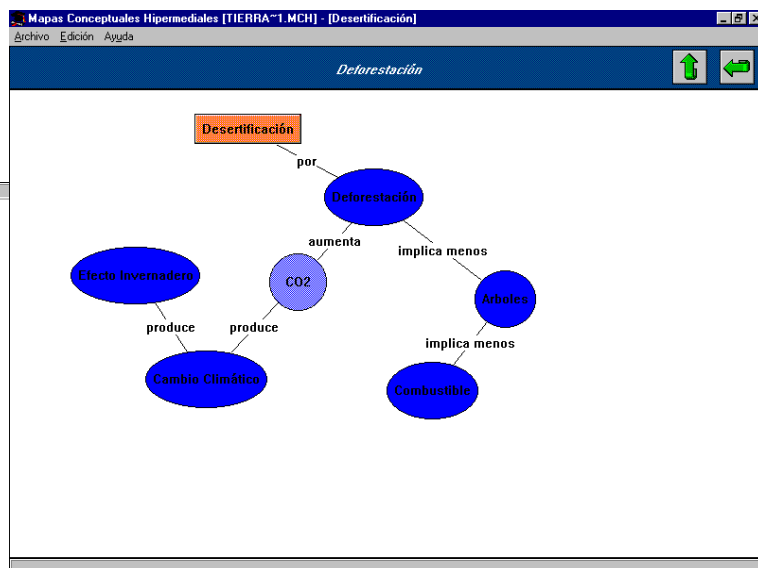 Mapas Conceptuales Hipermediales [TIERRA~1.MCH] - [Desertificación]
Archivo Edición Ayuda
Deforestación
Desertificación
por
Deforestación
aumenta
implica menos
Efecto Invernadero
CO2
Arboles
produce
produce
implica menos
Cambio Climático
Combustible